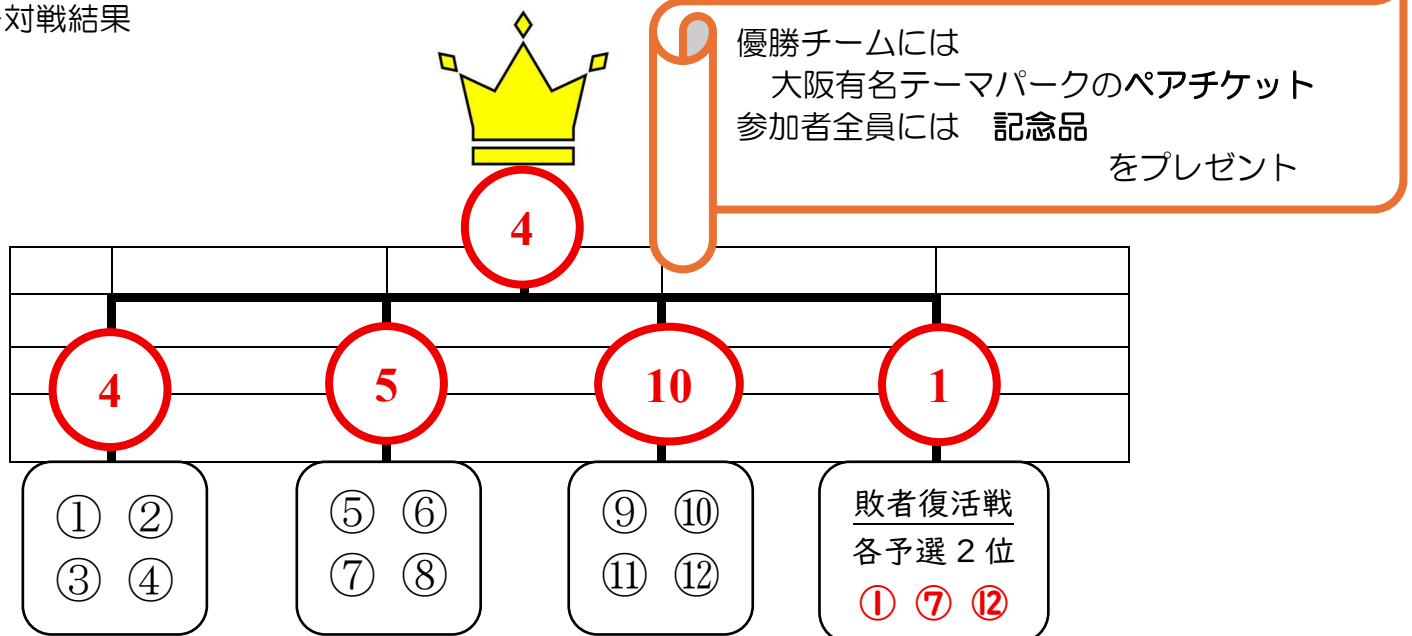 対戦結果
優勝チームには
大阪有名テーマパークのペアチケット
参加者全員には　記念品
をプレゼント
4
4 5 10 1
① ② ⑤ ⑥ ⑨ ⑩ 敗者復活戦
③ ④ ⑦ ⑧ ⑪ ⑫ 各予選２位
① ⑦ ⑫